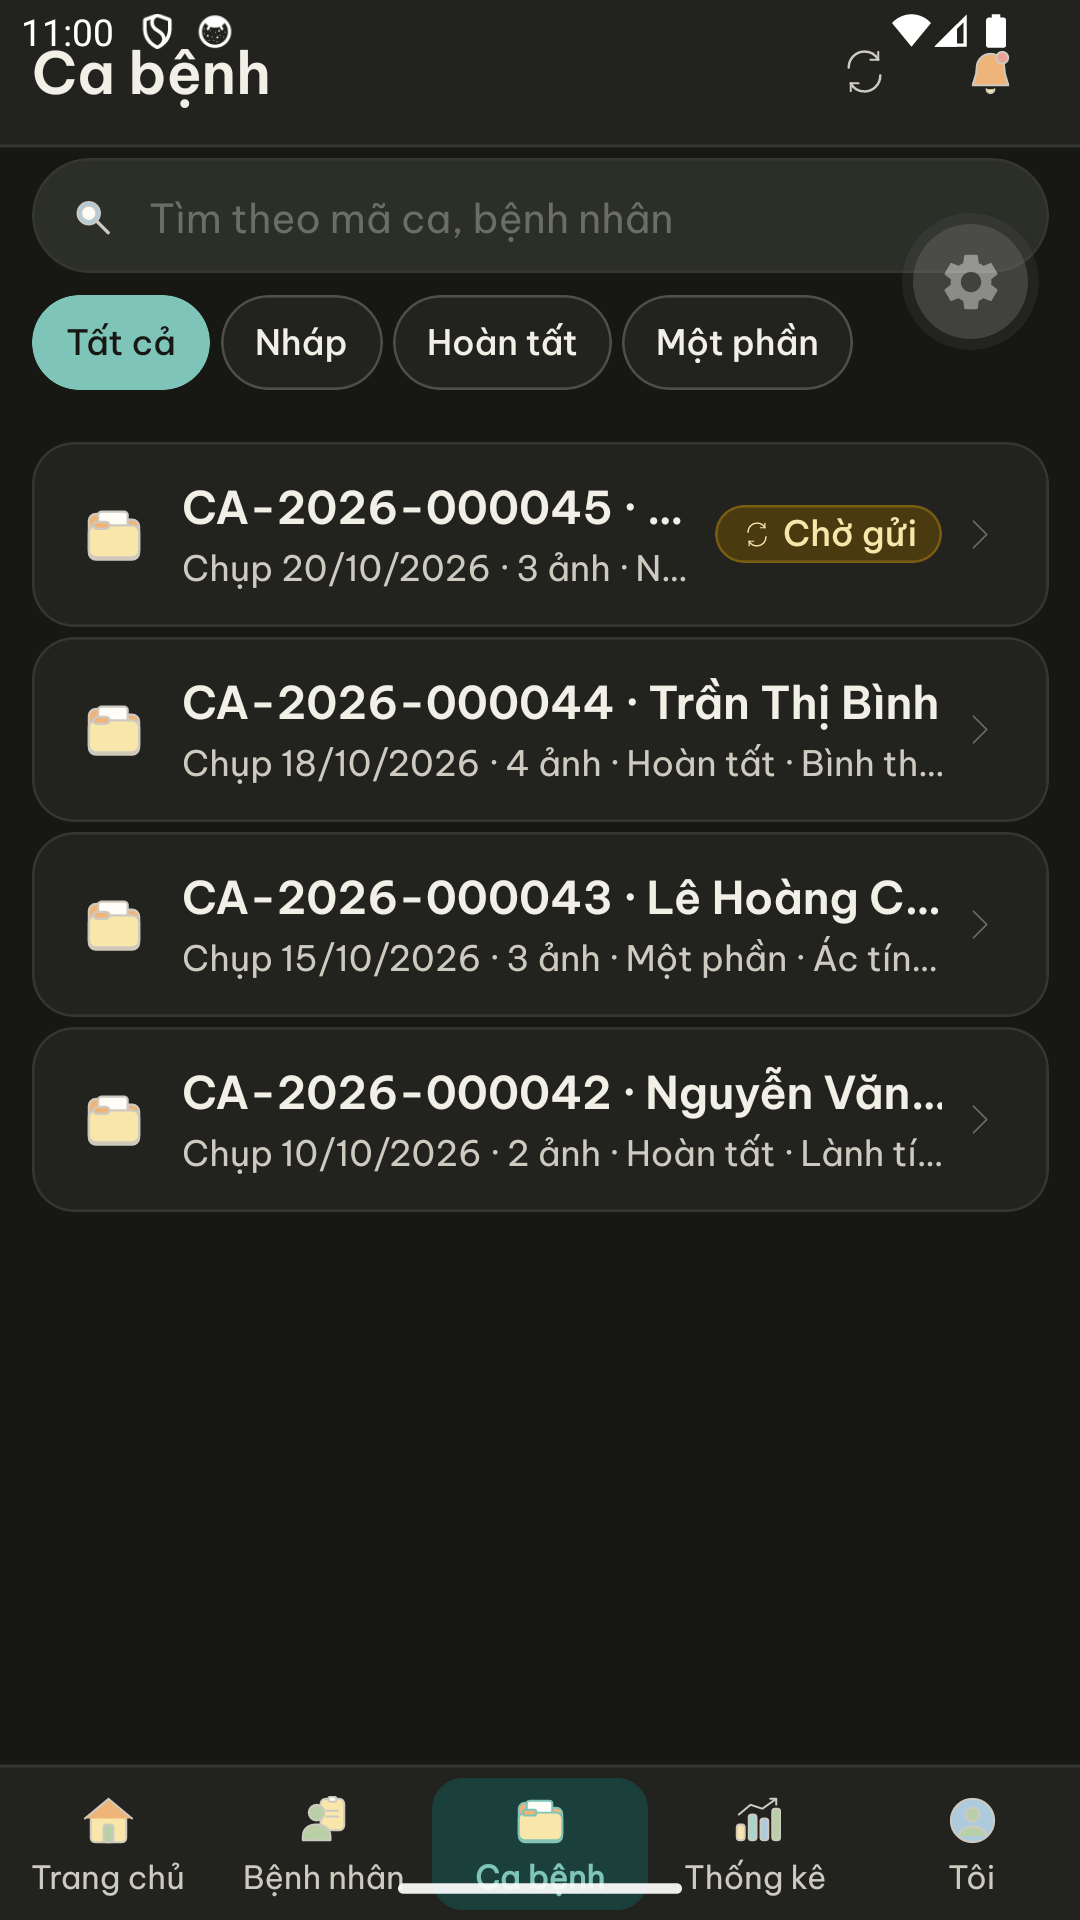 11:00
Ca bệnh
Tìm theo mã ca, bệnh nhân
Tất cả
Nháp
Hoàn tất
Một phần
CA-2026-000045 · ...
Chụp 20/10/2026 · 3 ảnh · N...
Chờ gửi
CA-2026-000044 · Trần Thị Bình
Chụp 18/10/2026 · 4 ảnh · Hoàn tất · Bình th...
CA-2026-000043 · Lê Hoàng C...
Chụp 15/10/2026 · 3 ảnh · Một phần · Ác tín...
CA-2026-000042 · Nguyễn Văn...
Chụp 10/10/2026 · 2 ảnh · Hoàn tất · Lành tí...
Trang chủ
Bệnh nhân
Ca bệnh
Thống kê
Tôi